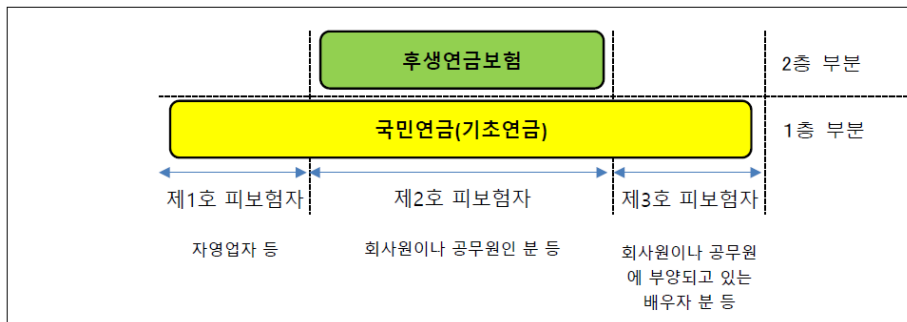 후생연금보험
2층 부분
국민연금(기초연금)
1층 부분
제1호 피보험자
제2호 피보험자
제3호 피보험자
자영업자 등
회사원이나 공무원인 분 등
회사원이나 공무원
에 부양되고 있는
배우자 분 등